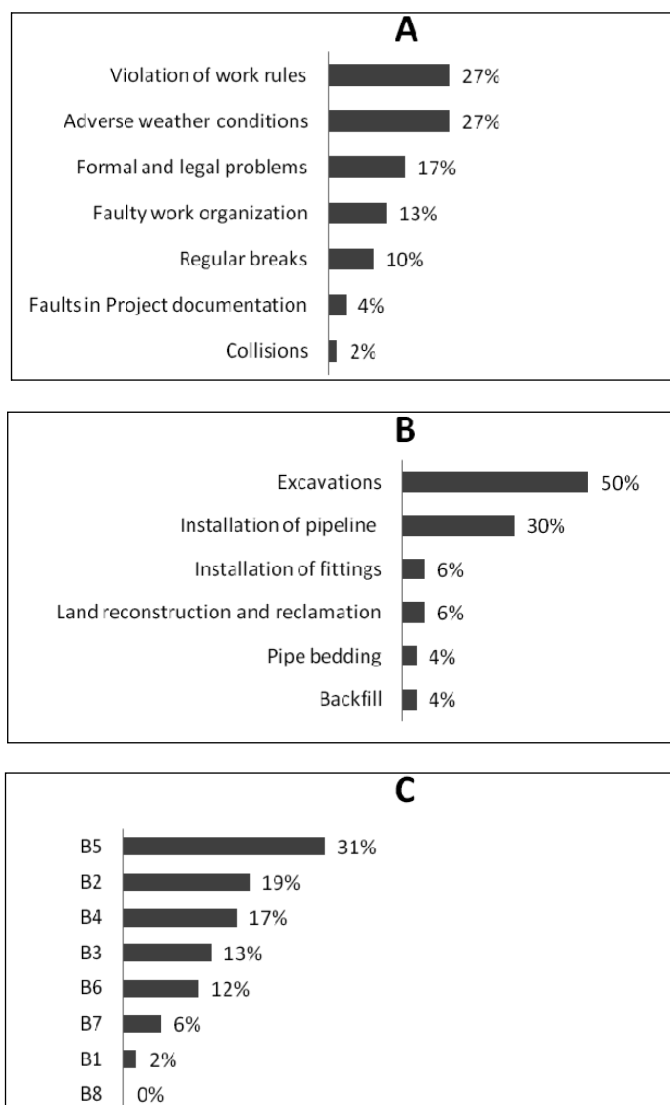 A
Violation of work rules 27%
Adverse weather conditions 27%
Formal and legal problems 17%
Faulty work organization 13%
Regular breaks 10%
Faults in Project documentation 4%
Collisions 2%
B
Excavations 50%
Installation of pipeline 30%
Installation of fittings 6%
Land reconstruction and reclamation 6%
Pipe bedding 4%
Backfill 4%
C
B5 31%
B2 19%
B4 17%
B3 13%
B6 12%
B7 6%
B1 2%
B8 0%